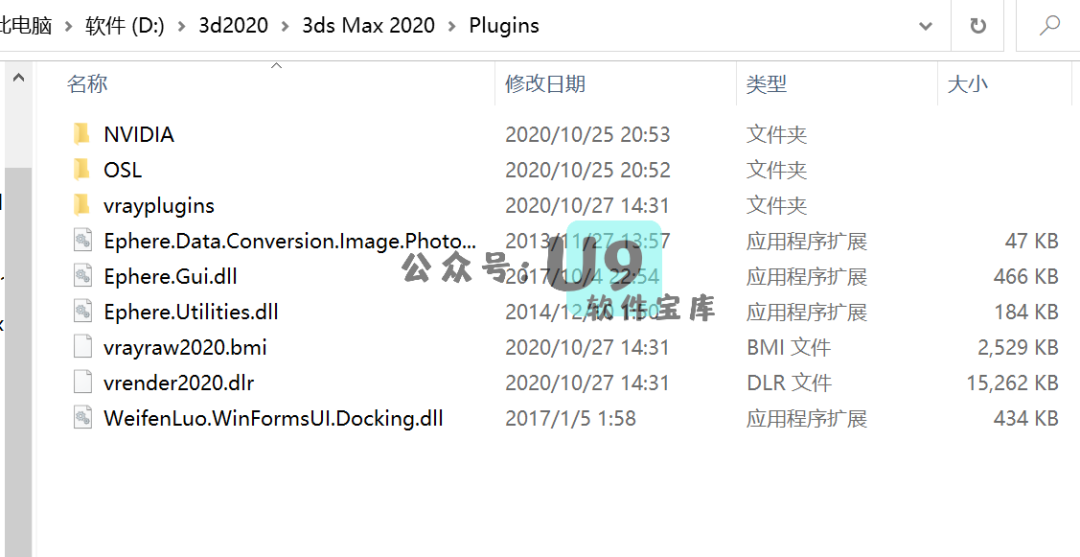 此电脑 > 软件 (D:) > 3d2020 > 3ds Max 2020 > Plugins
名称 修改日期 类型 大小
NVIDIA 2020/10/25 20:53 文件夹
OSL 2020/10/25 20:52 文件夹
vrayplugins 2020/10/27 14:31 文件夹
Ephere.Data.Conversion.Image.Photo... 2013/11/27 13:57 应用程序扩展 47 KB
Ephere.Gui.dll 2017/10/4 22:54 应用程序扩展 466 KB
Ephere.Utilities.dll 2014/12/10 1:50 应用程序扩展 184 KB
vrayraw2020.bmi 2020/10/27 14:31 BMI 文件 2,529 KB
vrender2020.dlr 2020/10/27 14:31 DLR 文件 15,262 KB
WeifenLuo.WinFormsUI.Docking.dll 2017/1/5 1:58 应用程序扩展 434 KB
公众号: U9
软件宝库